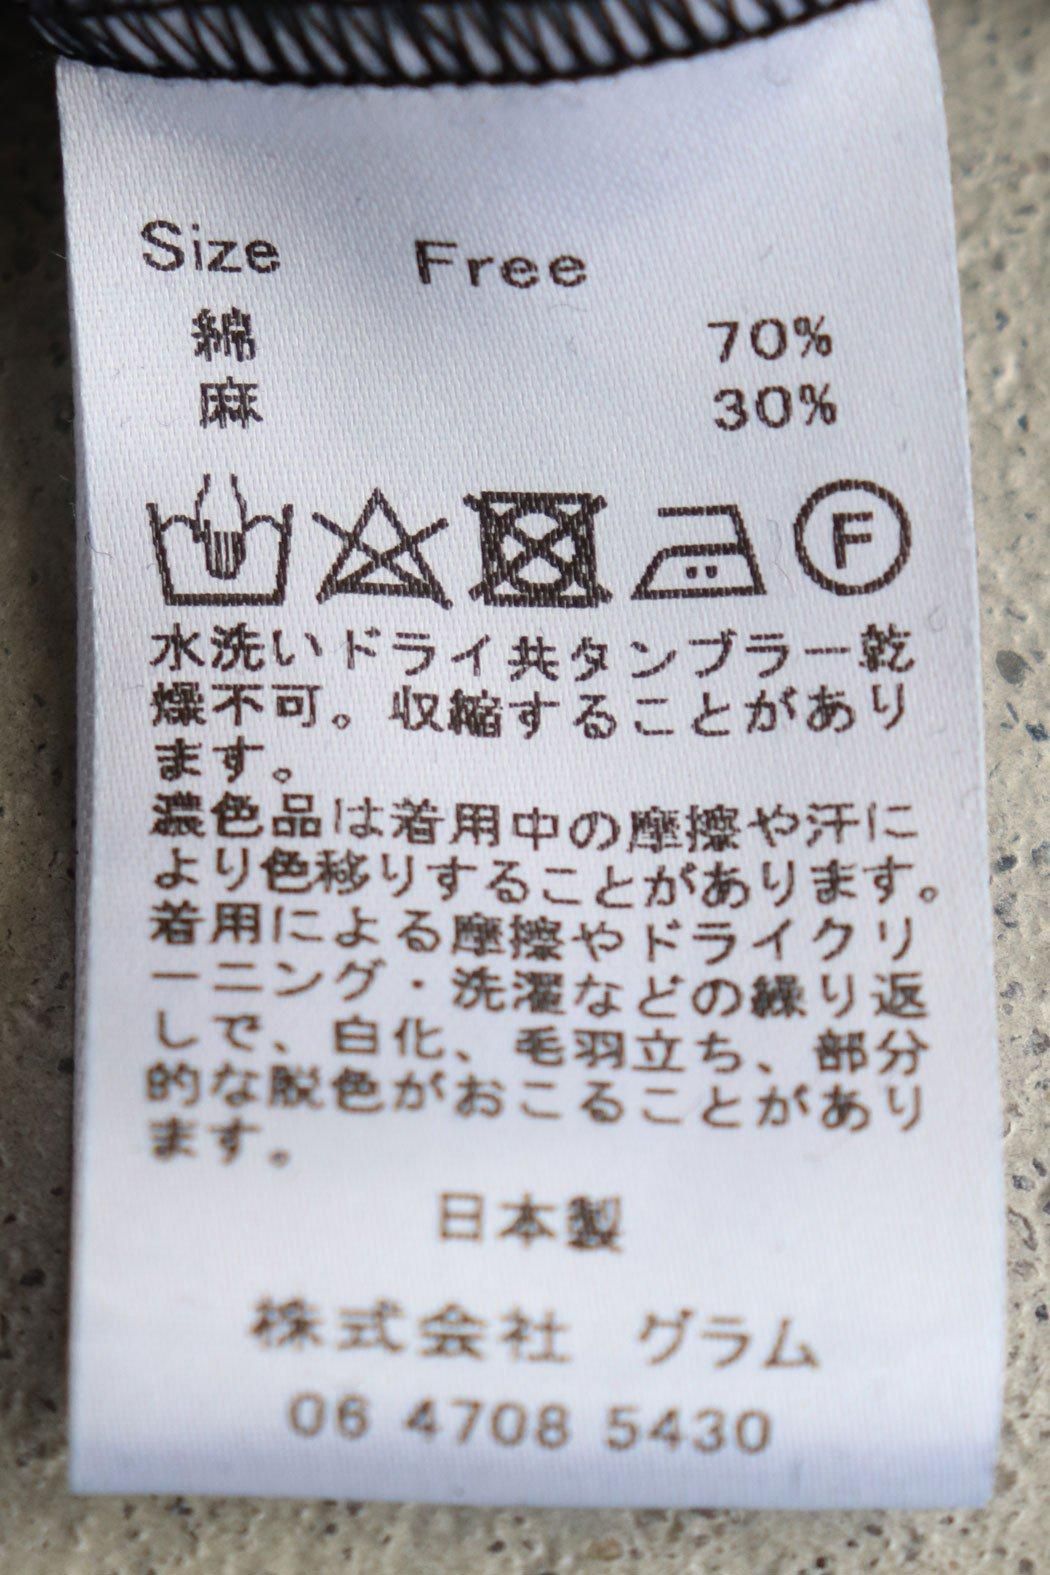 Size Free
綿 70%
麻 30%
F
水洗いドライ共タンブラー乾
燥不可。収縮することがあり
ます。
濃色品は着用中の摩擦や汗に
より色移りすることがあります。
着用による摩擦やドライクリ
ーニング・洗濯などの繰り返
しで、白化、毛羽立ち、部分
的な脱色がおこることがあり
ます。
日本製
株式会社 グラム
06 4708 5430